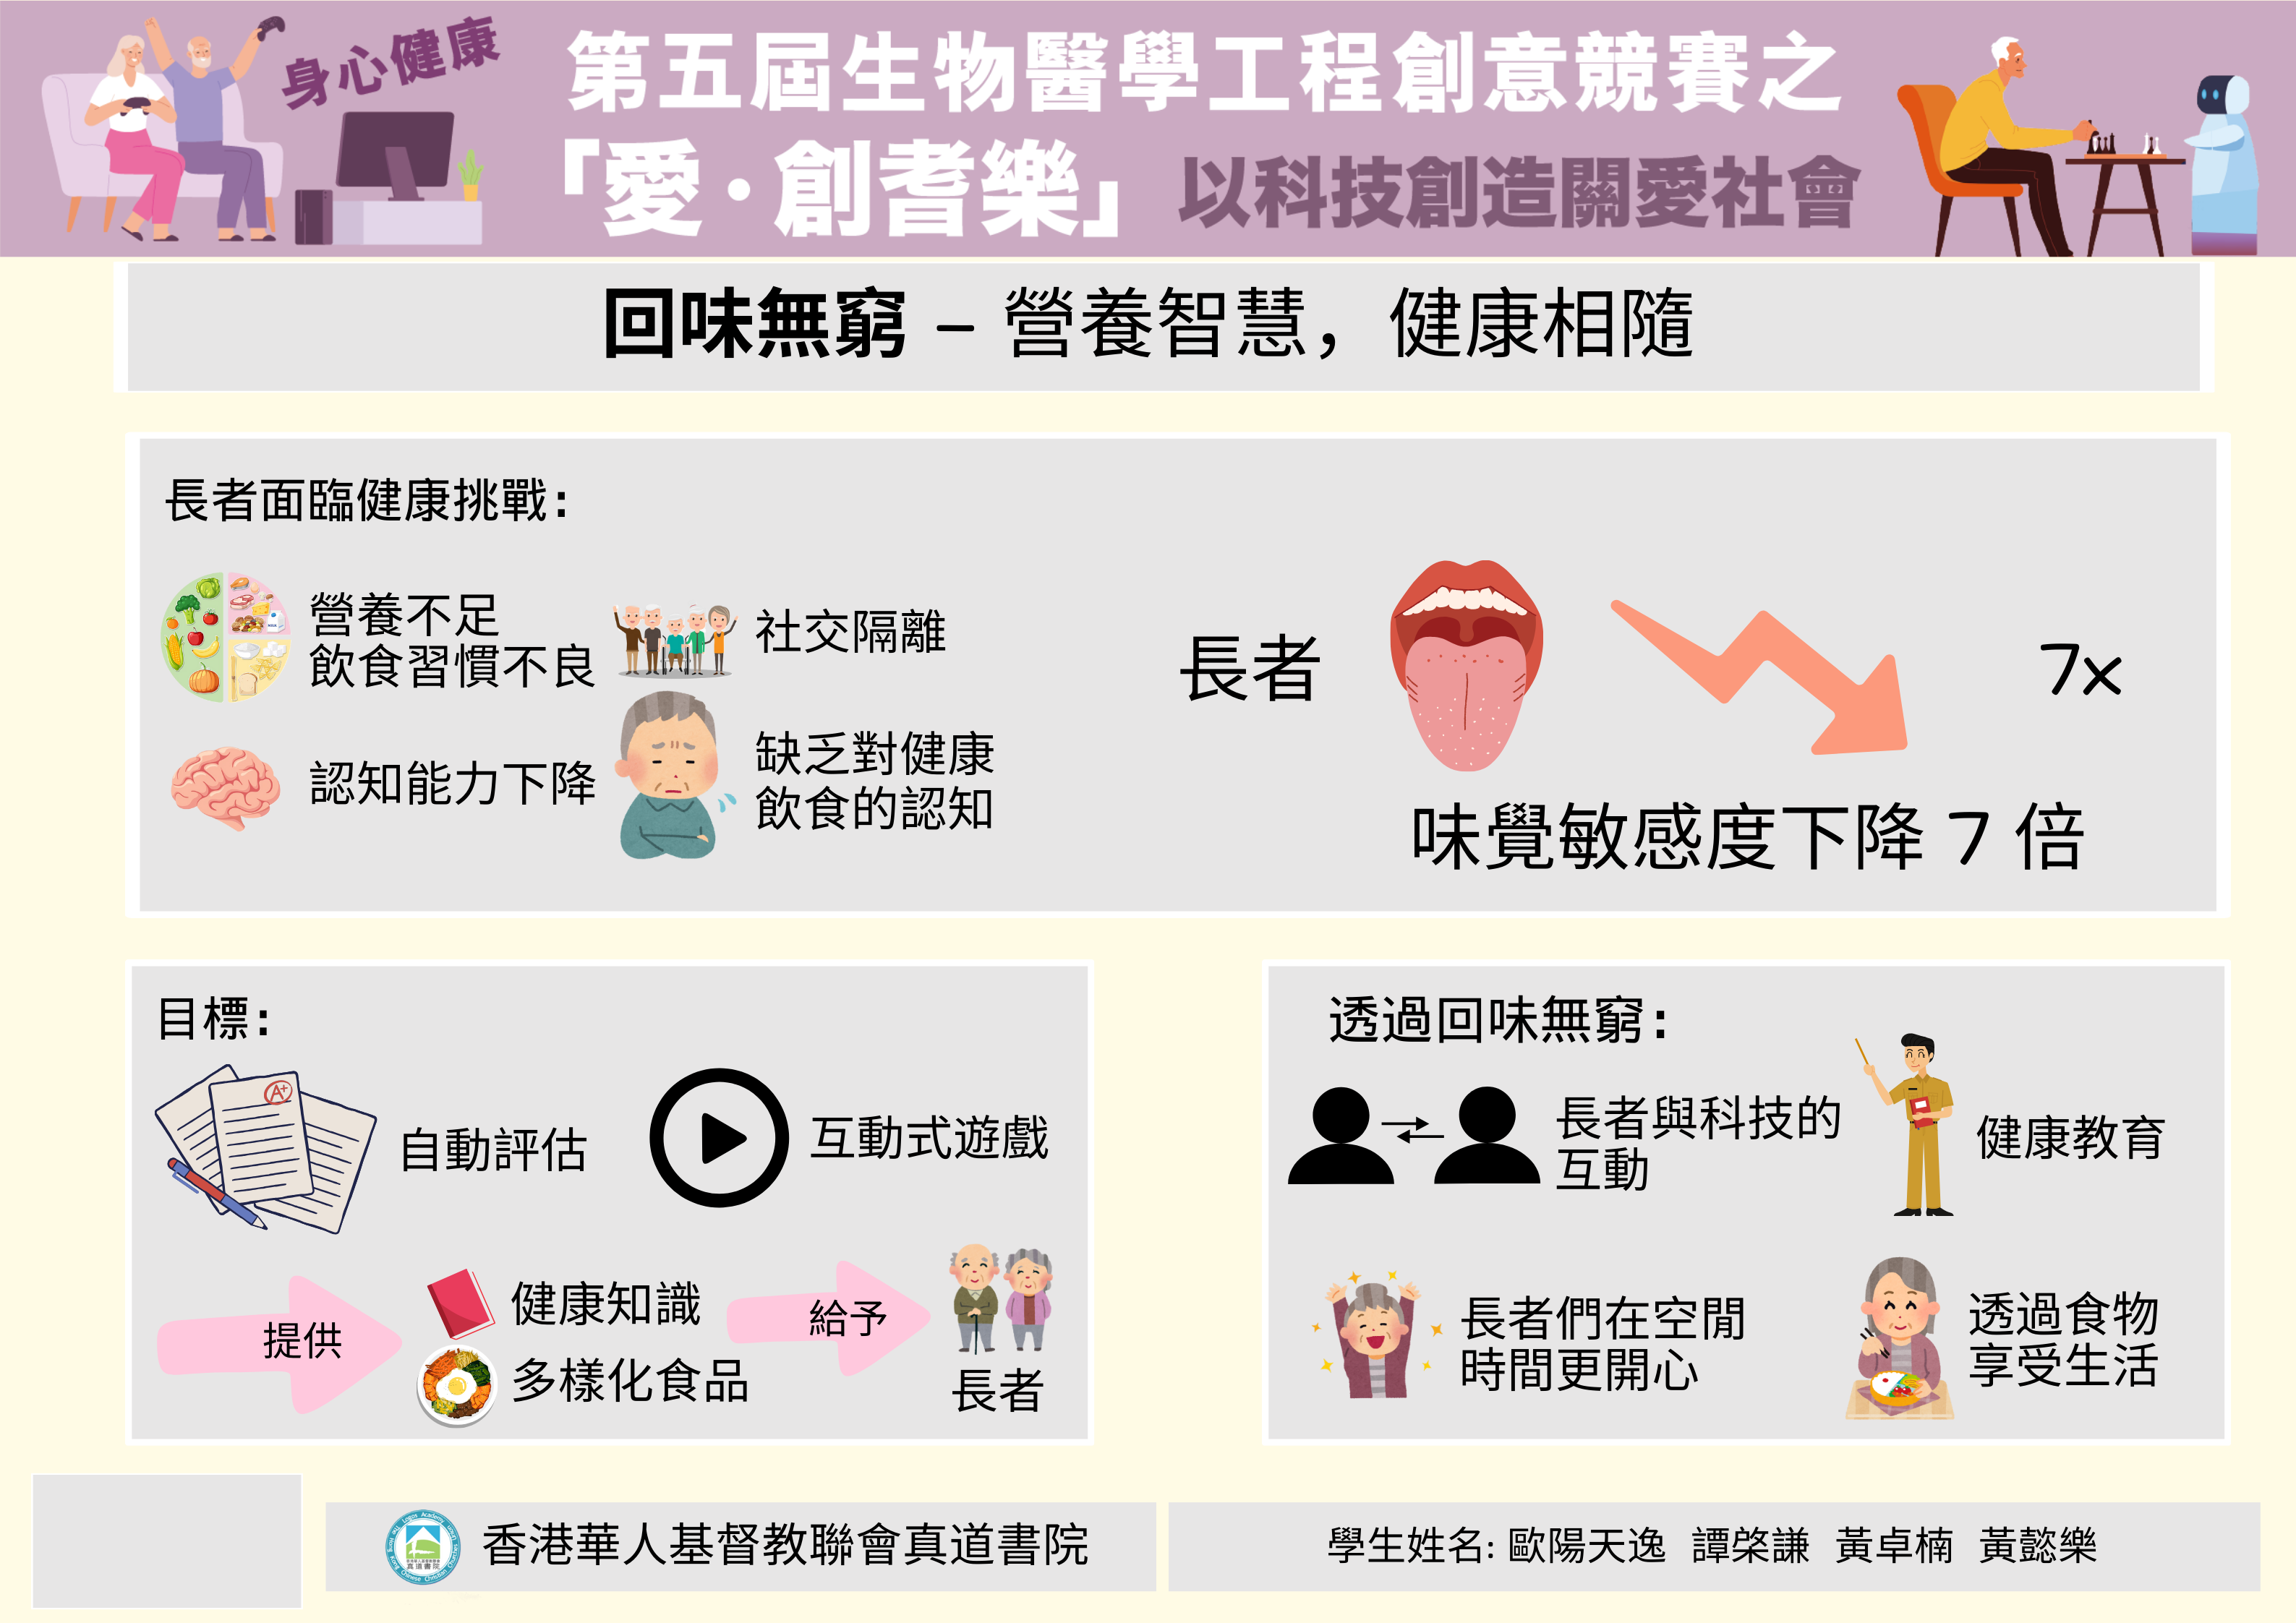 身心健康
第五屆生物醫學工程創意競賽之
「愛·創耆樂」 以科技創造關愛社會
回味無窮 – 營養智慧，健康相隨
長者面臨健康挑戰：
營養不足
飲食習慣不良
社交隔離
認知能力下降
缺乏對健康
飲食的認知
長者
7x
味覺敏感度下降 7 倍
目標：
A+
自動評估
互動式遊戲
提供
健康知識
多樣化食品
給予
長者
透過回味無窮：
長者與科技的
互動
健康教育
長者們在空閒
時間更開心
透過食物
享受生活
香港華人基督教聯會真道書院
學生姓名: 歐陽天逸 譚棨謙 黃卓楠 黃懿樂